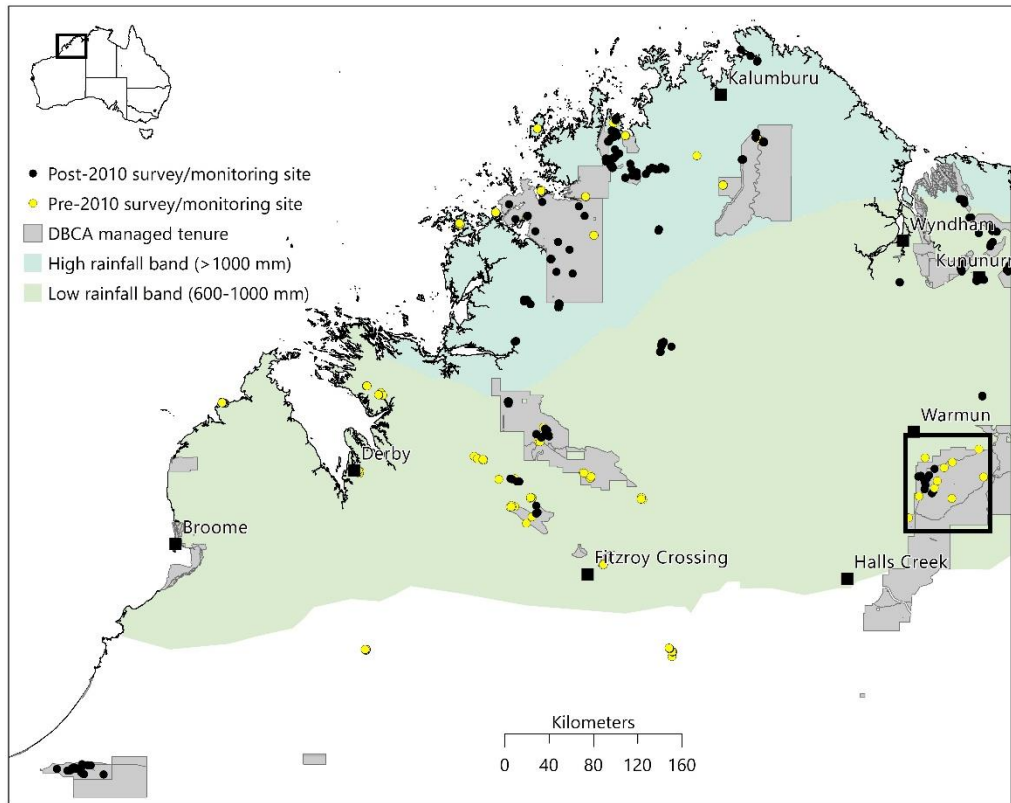 Kalumburu
Post-2010 survey/monitoring site
Pre-2010 survey/monitoring site
DBCA managed tenure
High rainfall band (>1000 mm)
Low rainfall band (600-1000 mm)
Wyndham
Kununurr
Warmun
Derby
Broome
Fitzroy Crossing
Halls Creek
Kilometers
0 40 80 120 160